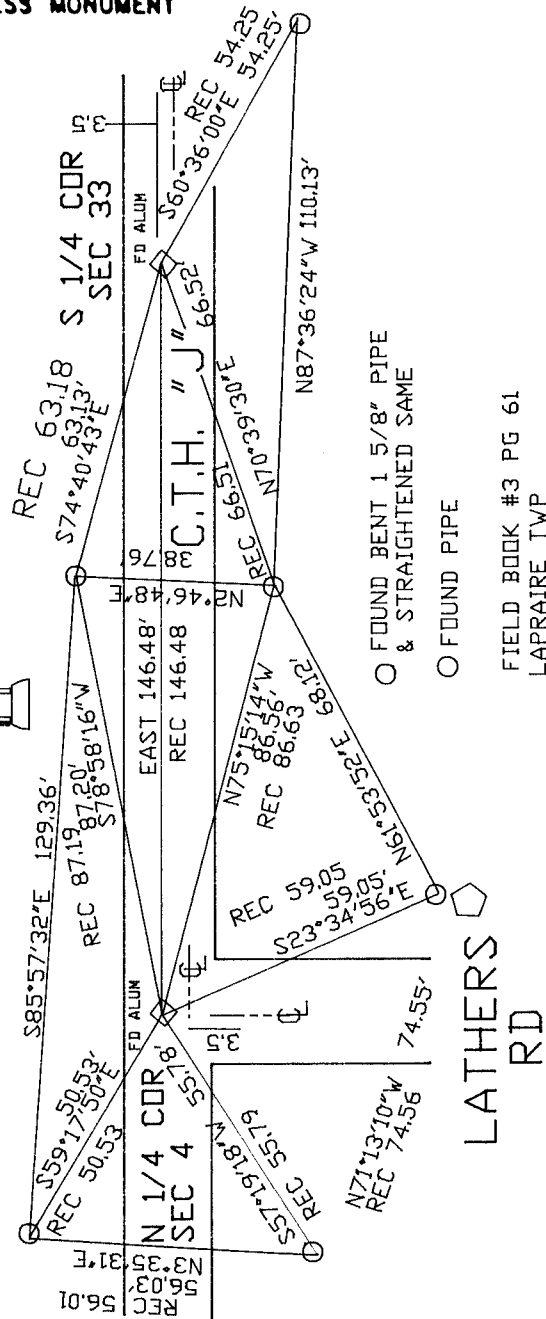 ESS MONUMENT
S 1/4 COR
SEC 33
FD ALUM
3.5
REC 54.25
S60°36'00"E 54.25'
REC 63.18
63.13'
S74°40'43"E
66.52'
N70°39'30"E
REC 66.51
C.T.H. "J"
N87°36'24"W 110.13'
38.76'
N2°46'48"E
S85°57'32"E 129.36'
REC 87.19
87.20'
S78°58'16"W
EAST 146.48'
REC 146.48
N75°15'14"W
86.56'
REC 86.63
N61°53'52"E 68.12'
REC 59.05
59.05'
S23°34'56"E
50.53'
S59°17'50"E
REC 50.53
FD ALUM
N 1/4 COR
SEC 4
3.5
55.78'
S57°19'18"W
REC 55.79
N3°35'31"E
56.03'
REC 56.01
74.55'
N71°13'10"W
REC 74.56
LATHERS
RD
FOUND BENT 1 5/8" PIPE
& STRAIGHTENED SAME
FOUND PIPE
FIELD BOOK #3 PG 61
LAPRAIRE TWP